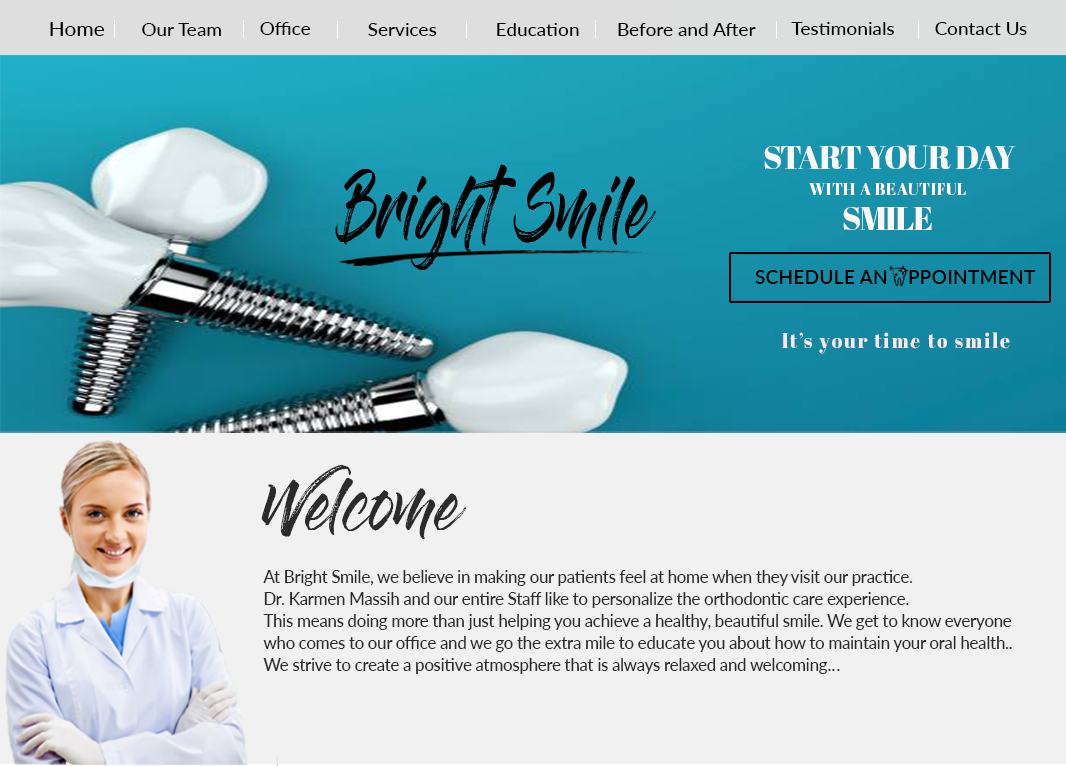 Home Our Team Office Services Education Before and After Testimonials Contact Us
Bright Smile
START YOUR DAY
WITH A BEAUTIFUL
SMILE
SCHEDULE AN PPOINTMENT
It's your time to smile
Welcome
At Bright Smile, we believe in making our patients feel at home when they visit our practice.
Dr. Karmen Massih and our entire Staff like to personalize the orthodontic care experience.
This means doing more than just helping you achieve a healthy, beautiful smile. We get to know everyone
who comes to our office and we go the extra mile to educate you about how to maintain your oral health..
We strive to create a positive atmosphere that is always relaxed and welcoming...